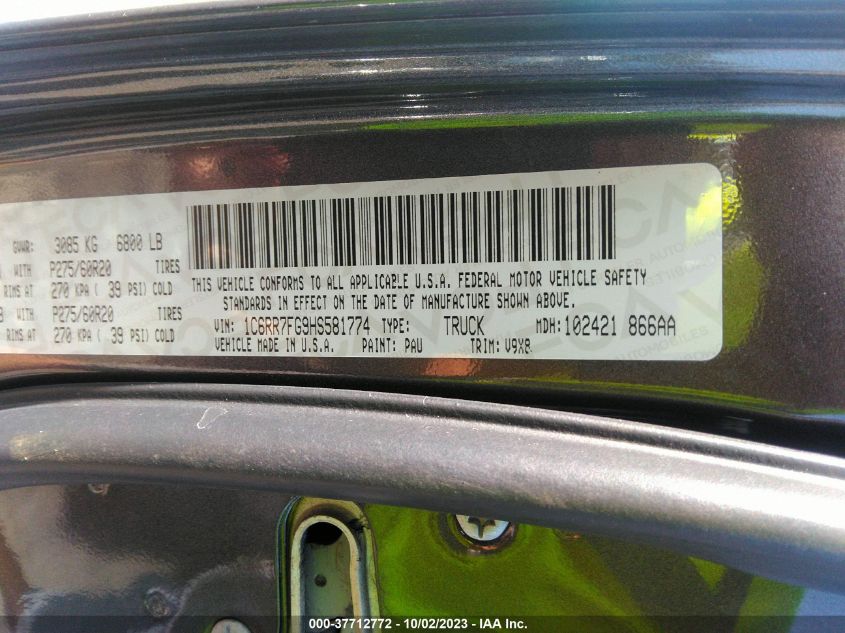 GVWR: 3085 KG 6800 LB
WITH P275/60R20 TIRES
RIMS AT 270 KPA ( 39 PSI) COLD
WITH P275/60R20 TIRES
RIMS AT 270 KPA ( 39 PSI) COLD
THIS VEHICLE CONFORMS TO ALL APPLICABLE U.S.A. FEDERAL MOTOR VEHICLE SAFETY
STANDARDS IN EFFECT ON THE DATE OF MANUFACTURE SHOWN ABOVE.
VIN: 1C6RR7FG9HS581774 TYPE: TRUCK MDH: 102421 866AA
VEHICLE MADE IN U.S.A. PAINT: PAU TRIM: V9X8
000-37712772 - 10/02/2023 - IAA Inc.